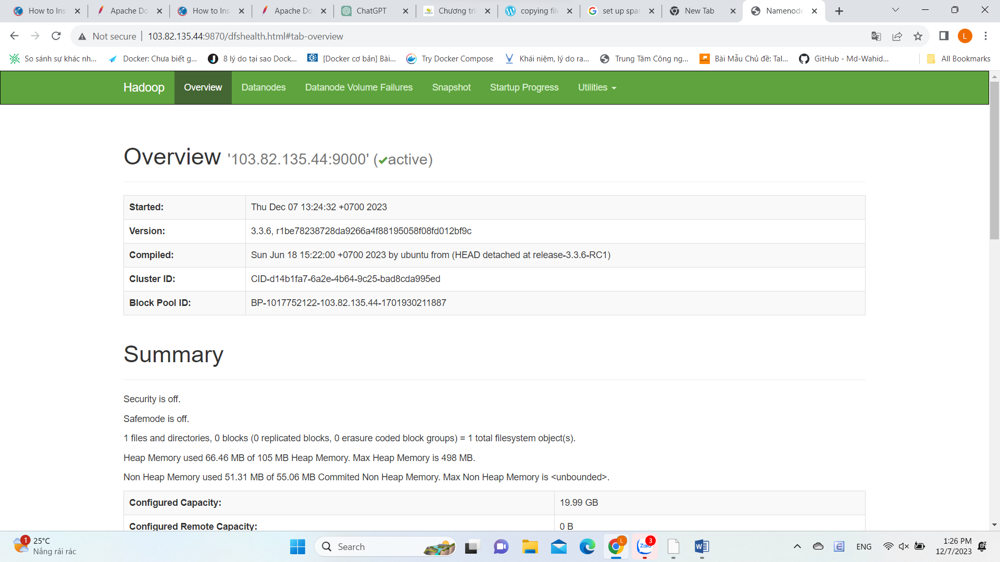 How to Ins
Apache Do
How to Ins
Apache Do
ChatGPT
Chương trì
copying file
set up spar
New Tab
Namenode
Not secure
103.82.135.44:9870/dfshealth.html#tab-overview
L
So sánh sự khác nh...
Docker: Chưa biết g...
8 lý do tại sao Dock...
[Docker cơ bản] Bài...
Try Docker Compose
Khái niệm, lý do ra...
Trung Tâm Công ng...
Bài Mẫu Chủ đề: Tal...
GitHub - Md-Wahid...
All Bookmarks
Hadoop
Overview
Datanodes
Datanode Volume Failures
Snapshot
Startup Progress
Utilities
Overview '103.82.135.44:9000' (✔active)
Started: Thu Dec 07 13:24:32 +0700 2023
Version: 3.3.6, r1be78238728da9266a4f88195058f08fd012bf9c
Compiled: Sun Jun 18 15:22:00 +0700 2023 by ubuntu from (HEAD detached at release-3.3.6-RC1)
Cluster ID: CID-d14b1fa7-6a2e-4b64-9c25-bad8cda995ed
Block Pool ID: BP-1017752122-103.82.135.44-1701930211887
Summary
Security is off.
Safemode is off.
1 files and directories, 0 blocks (0 replicated blocks, 0 erasure coded block groups) = 1 total filesystem object(s).
Heap Memory used 66.46 MB of 105 MB Heap Memory. Max Heap Memory is 498 MB.
Non Heap Memory used 51.31 MB of 55.06 MB Commited Non Heap Memory. Max Non Heap Memory is <unbounded>.
Configured Capacity: 19.99 GB
Configured Remote Capacity: 0 B
1
25°C
Nắng rải rác
Search
L
Zalo
3
ENG
1:26 PM
12/7/2023